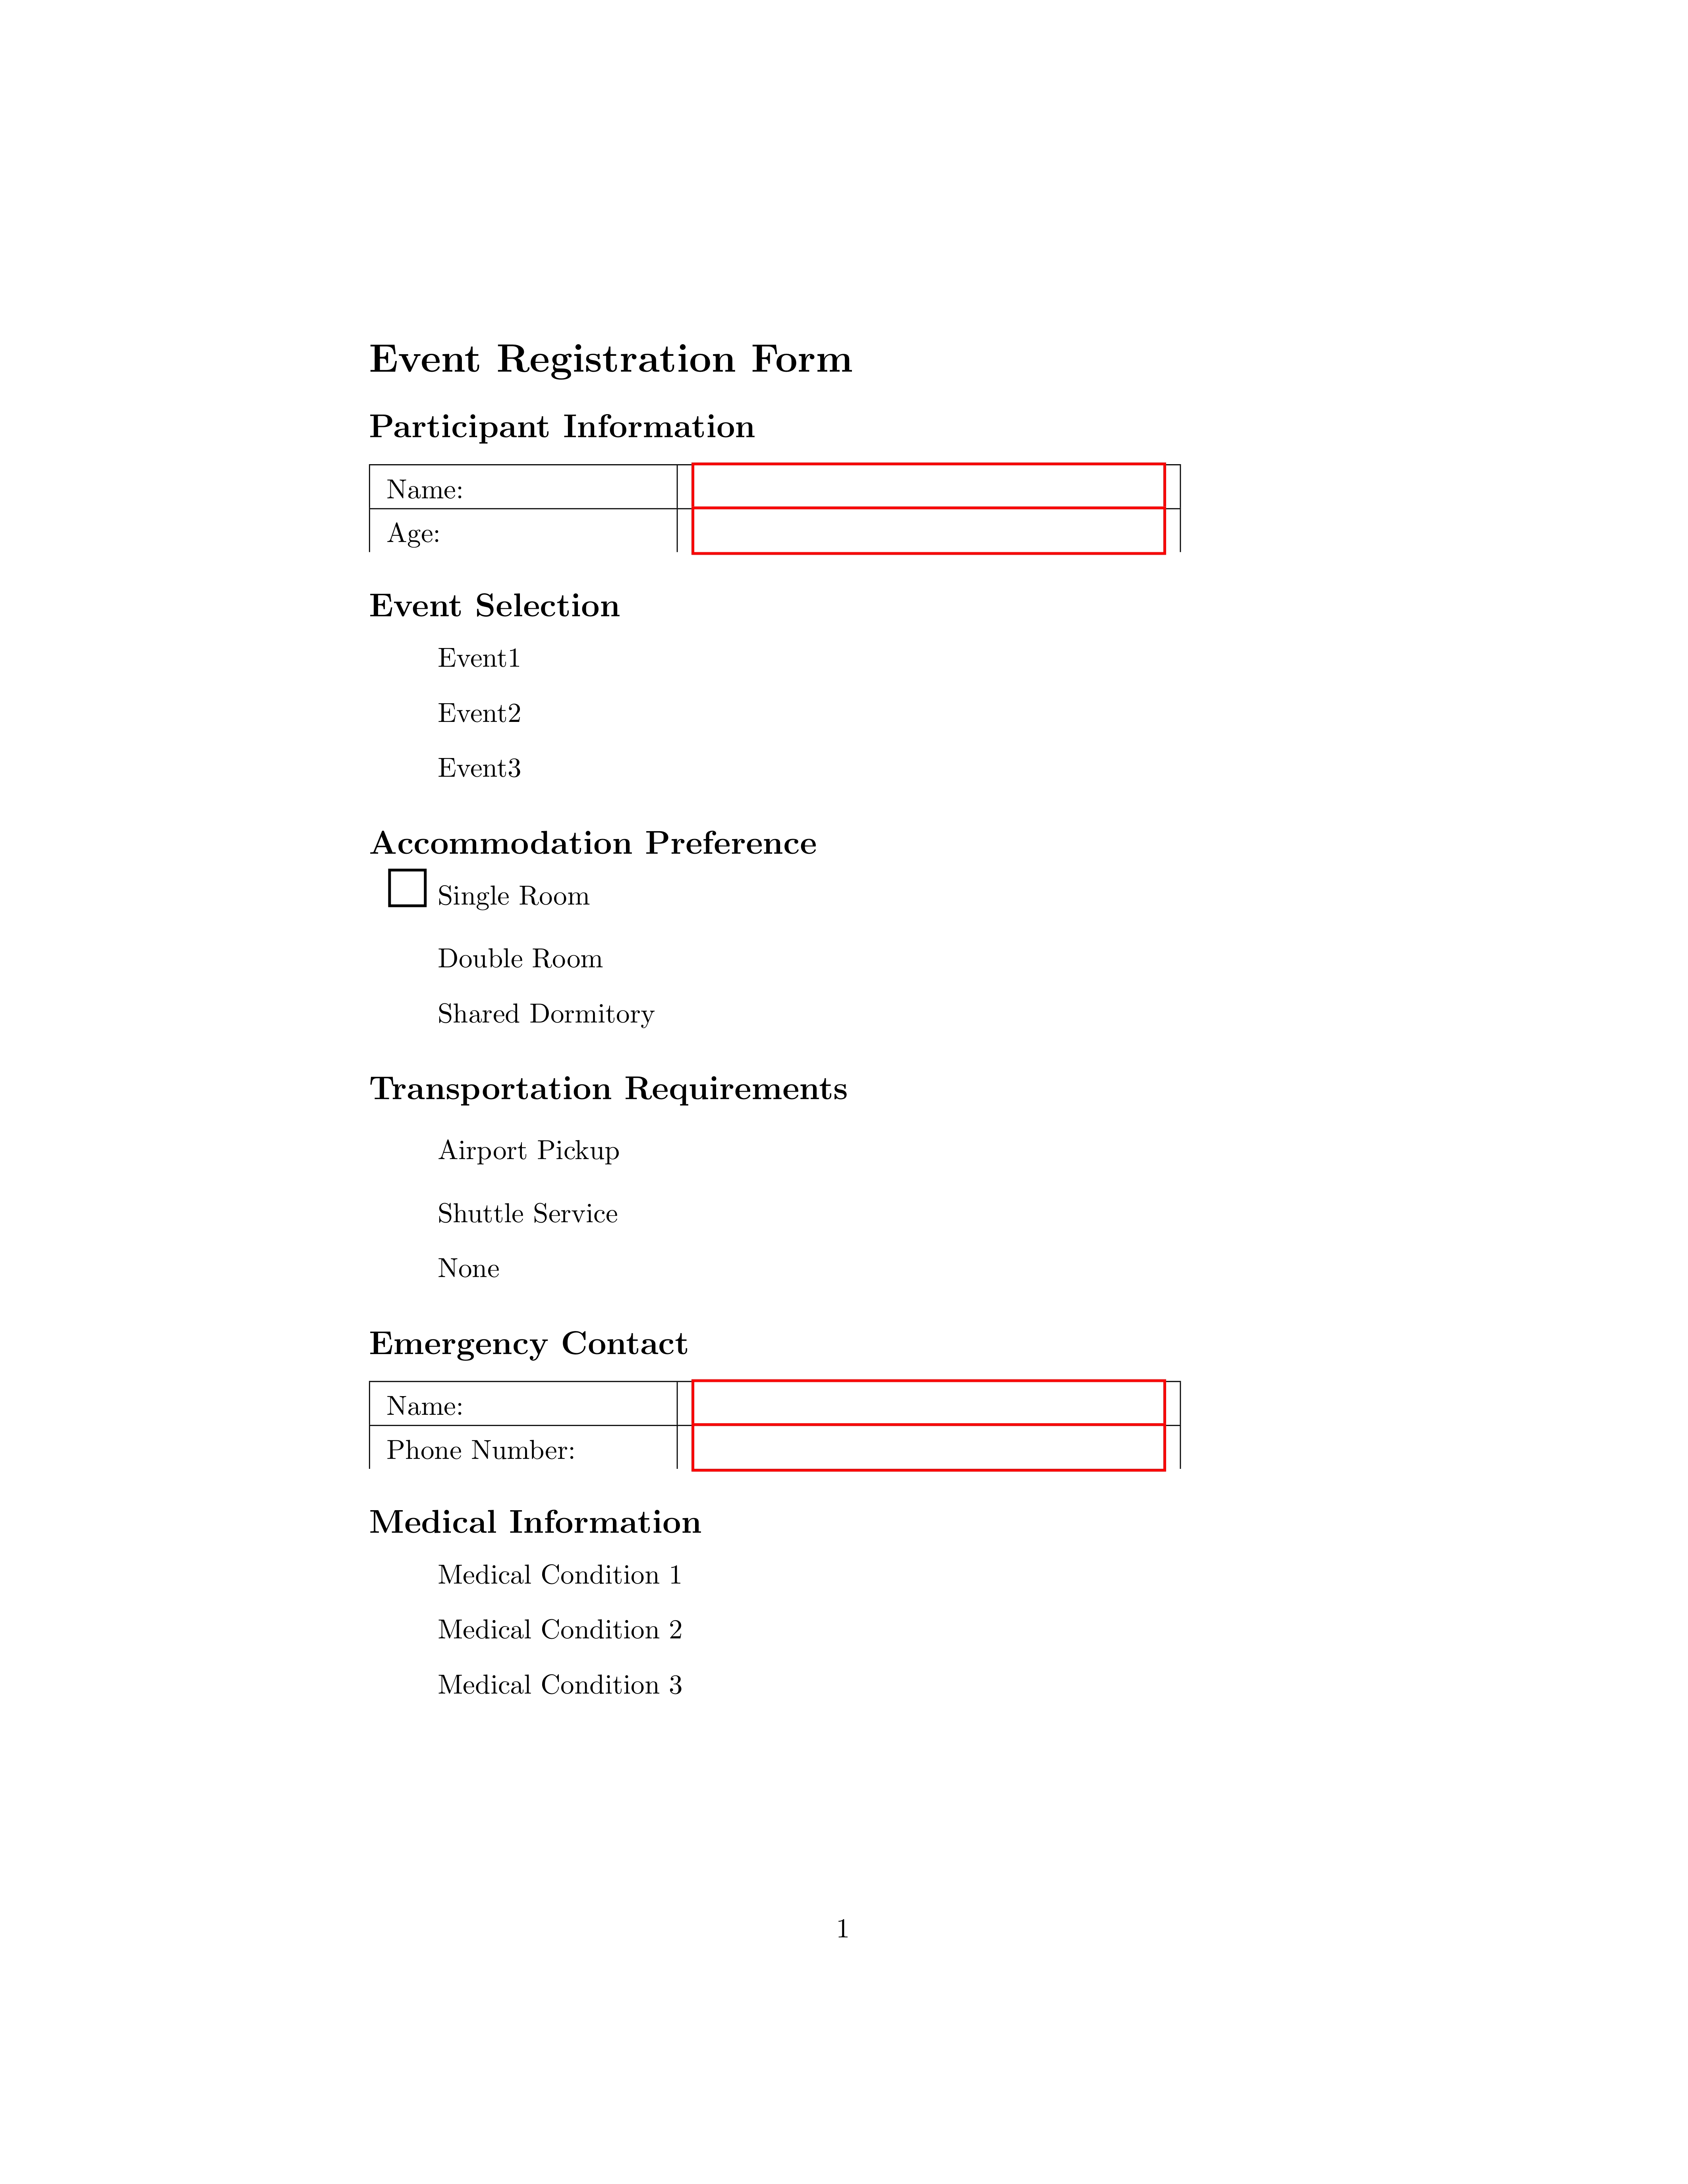 Event Registration Form
Participant Information
Name:
Age:
Event Selection
Event1
Event2
Event3
Accommodation Preference
Single Room
Double Room
Shared Dormitory
Transportation Requirements
Airport Pickup
Shuttle Service
None
Emergency Contact
Name:
Phone Number:
Medical Information
Medical Condition 1
Medical Condition 2
Medical Condition 3
1